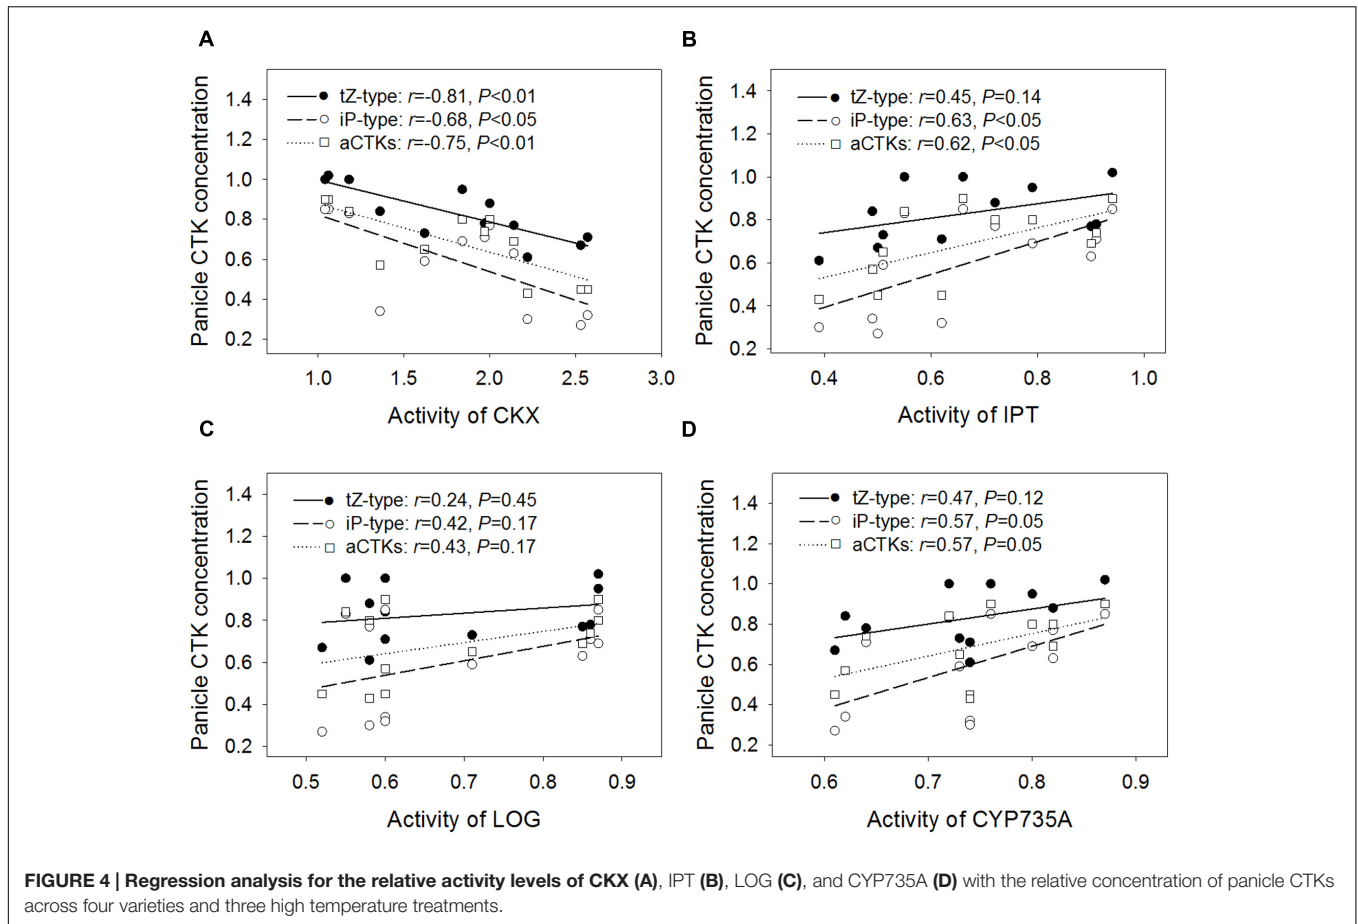 A
Panicle CTK concentration
1.4
1.2
1.0
0.8
0.6
0.4
0.2
tZ-type: r=-0.81, P<0.01
iP-type: r=-0.68, P<0.05
aCTKs: r=-0.75, P<0.01
1.0 1.5 2.0 2.5 3.0
Activity of CKX
B
Panicle CTK concentration
1.4
1.2
1.0
0.8
0.6
0.4
0.2
tZ-type: r=0.45, P=0.14
iP-type: r=0.63, P<0.05
aCTKs: r=0.62, P<0.05
0.4 0.6 0.8 1.0
Activity of IPT
C
Panicle CTK concentration
1.4
1.2
1.0
0.8
0.6
0.4
0.2
tZ-type: r=0.24, P=0.45
iP-type: r=0.42, P=0.17
aCTKs: r=0.43, P=0.17
0.5 0.6 0.7 0.8 0.9
Activity of LOG
D
Panicle CTK concentration
1.4
1.2
1.0
0.8
0.6
0.4
0.2
tZ-type: r=0.47, P=0.12
iP-type: r=0.57, P=0.05
aCTKs: r=0.57, P=0.05
0.6 0.7 0.8 0.9
Activity of CYP735A
FIGURE 4 | Regression analysis for the relative activity levels of CKX (A), IPT (B), LOG (C), and CYP735A (D) with the relative concentration of panicle CTKs
across four varieties and three high temperature treatments.